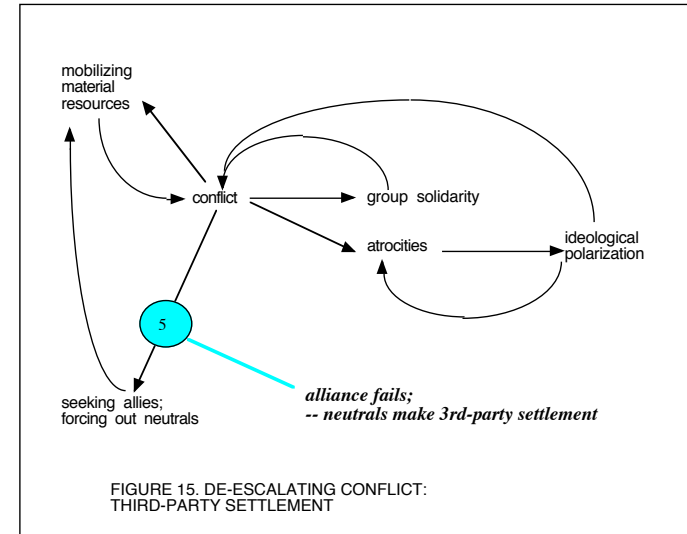 mobilizing
material
resources
conflict
group solidarity
atrocities
ideological
polarization
5
seeking allies;
forcing out neutrals
alliance fails;
-- neutrals make 3rd-party settlement
FIGURE 15. DE-ESCALATING CONFLICT:
THIRD-PARTY SETTLEMENT